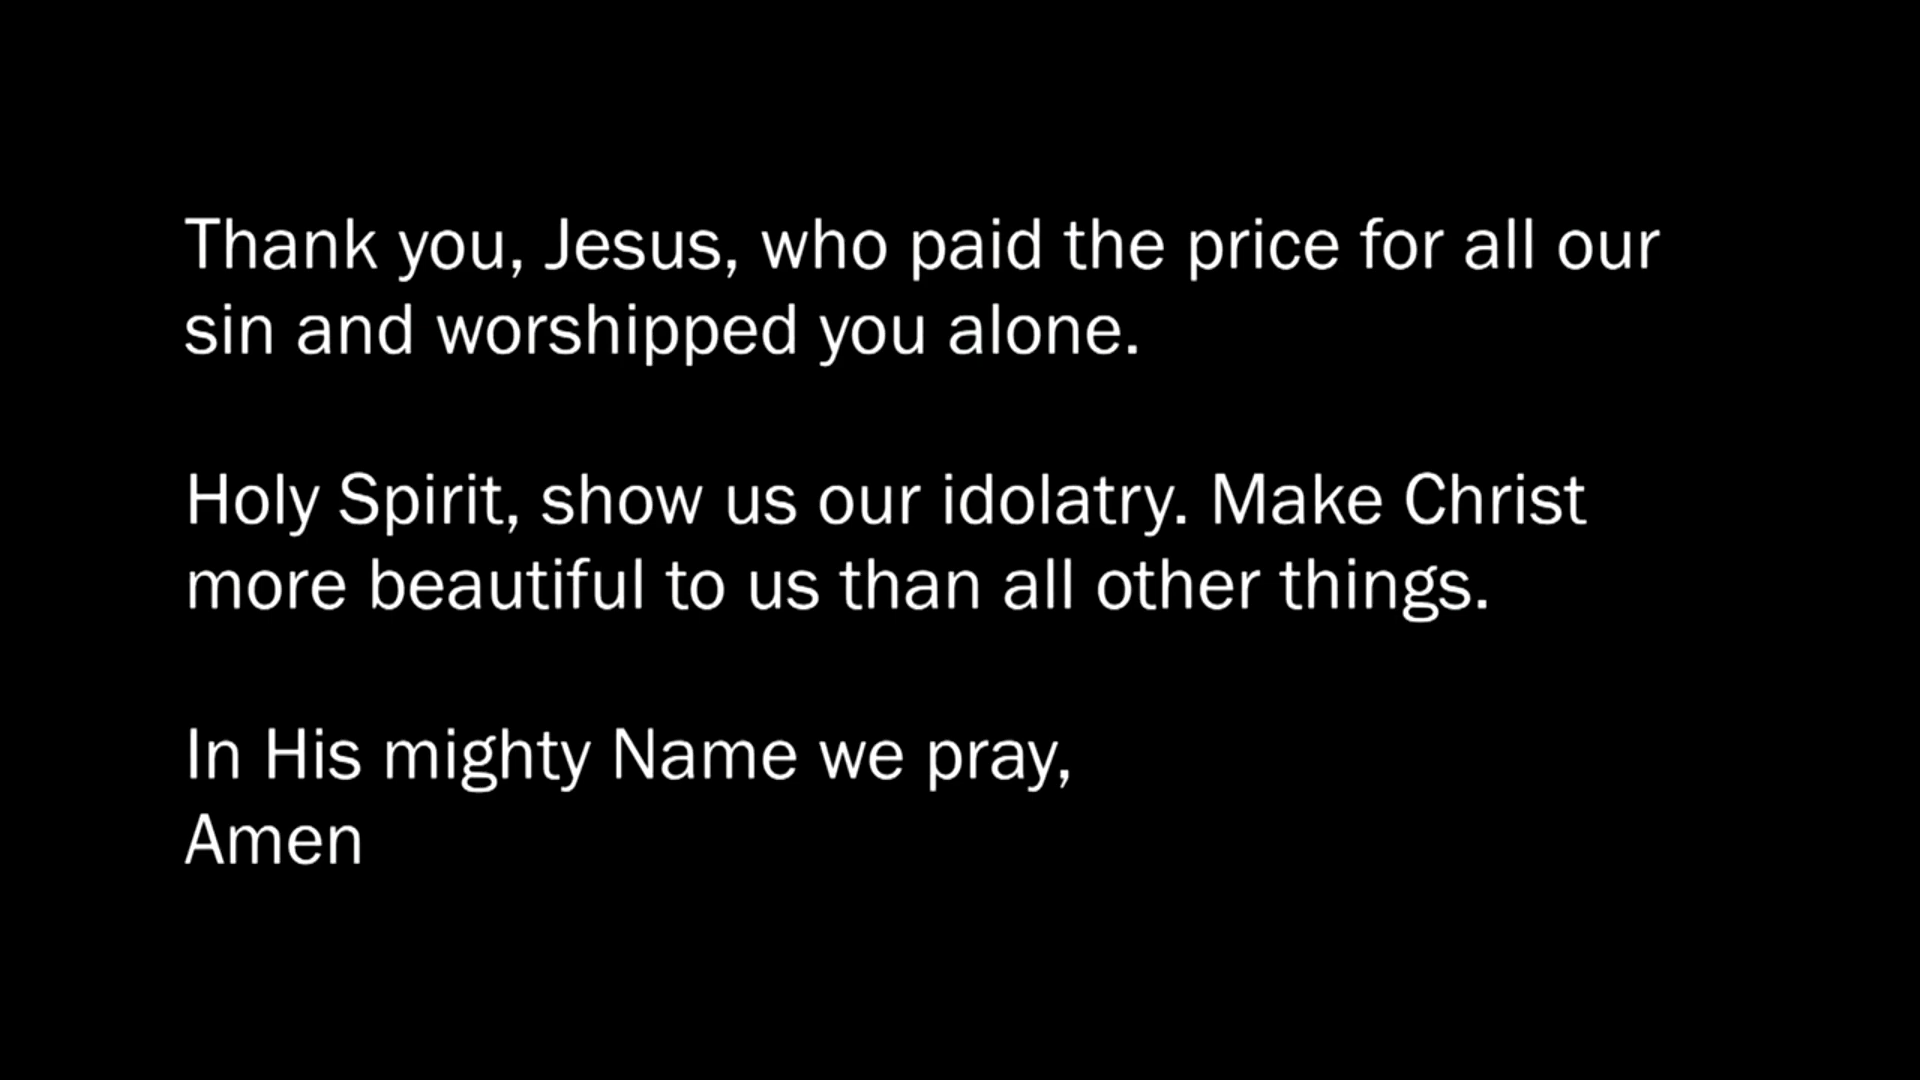 Thank you, Jesus, who paid the price for all our
sin and worshipped you alone.
Holy Spirit, show us our idolatry. Make Christ
more beautiful to us than all other things.
In His mighty Name we pray,
Amen